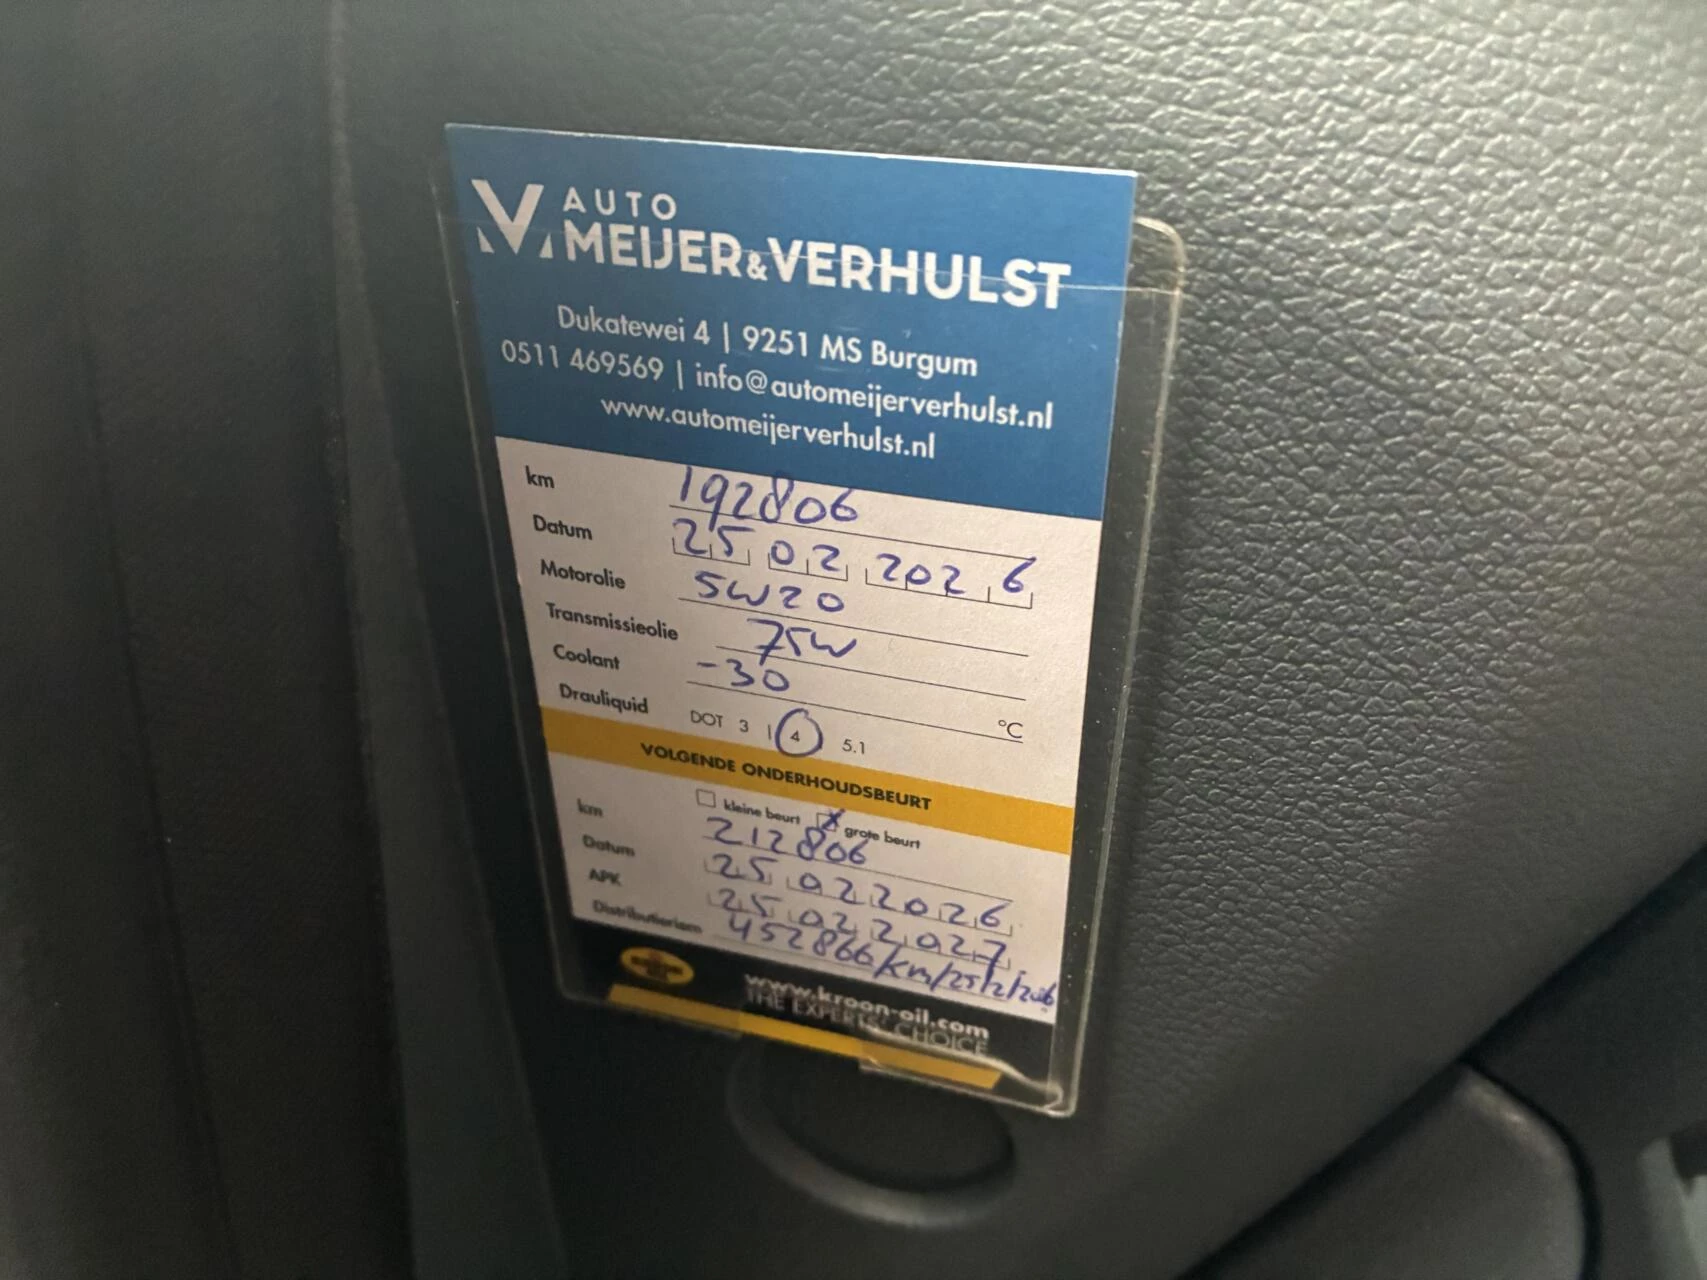 AUTO
MEIJER&VERHULST
Dukatewei 4 | 9251 MS Burgum
0511 469569 | info@automeijerverhulst.nl
www.automeijerverhulst.nl
km 192806
Datum 25 02 2026
Motorolie 5W20
Transmissieolie 75W
Coolant -30 °C
Drauliquid DOT 3 | 4 5.1
VOLGENDE ONDERHOUDSBEURT
kleine beurt x grote beurt
km 212806
Datum 25 02 2026
APK 25 02 2027
Distributieriem 452866/km/25/2/2026
www.kroon-oil.com
THE EXPERTS' CHOICE